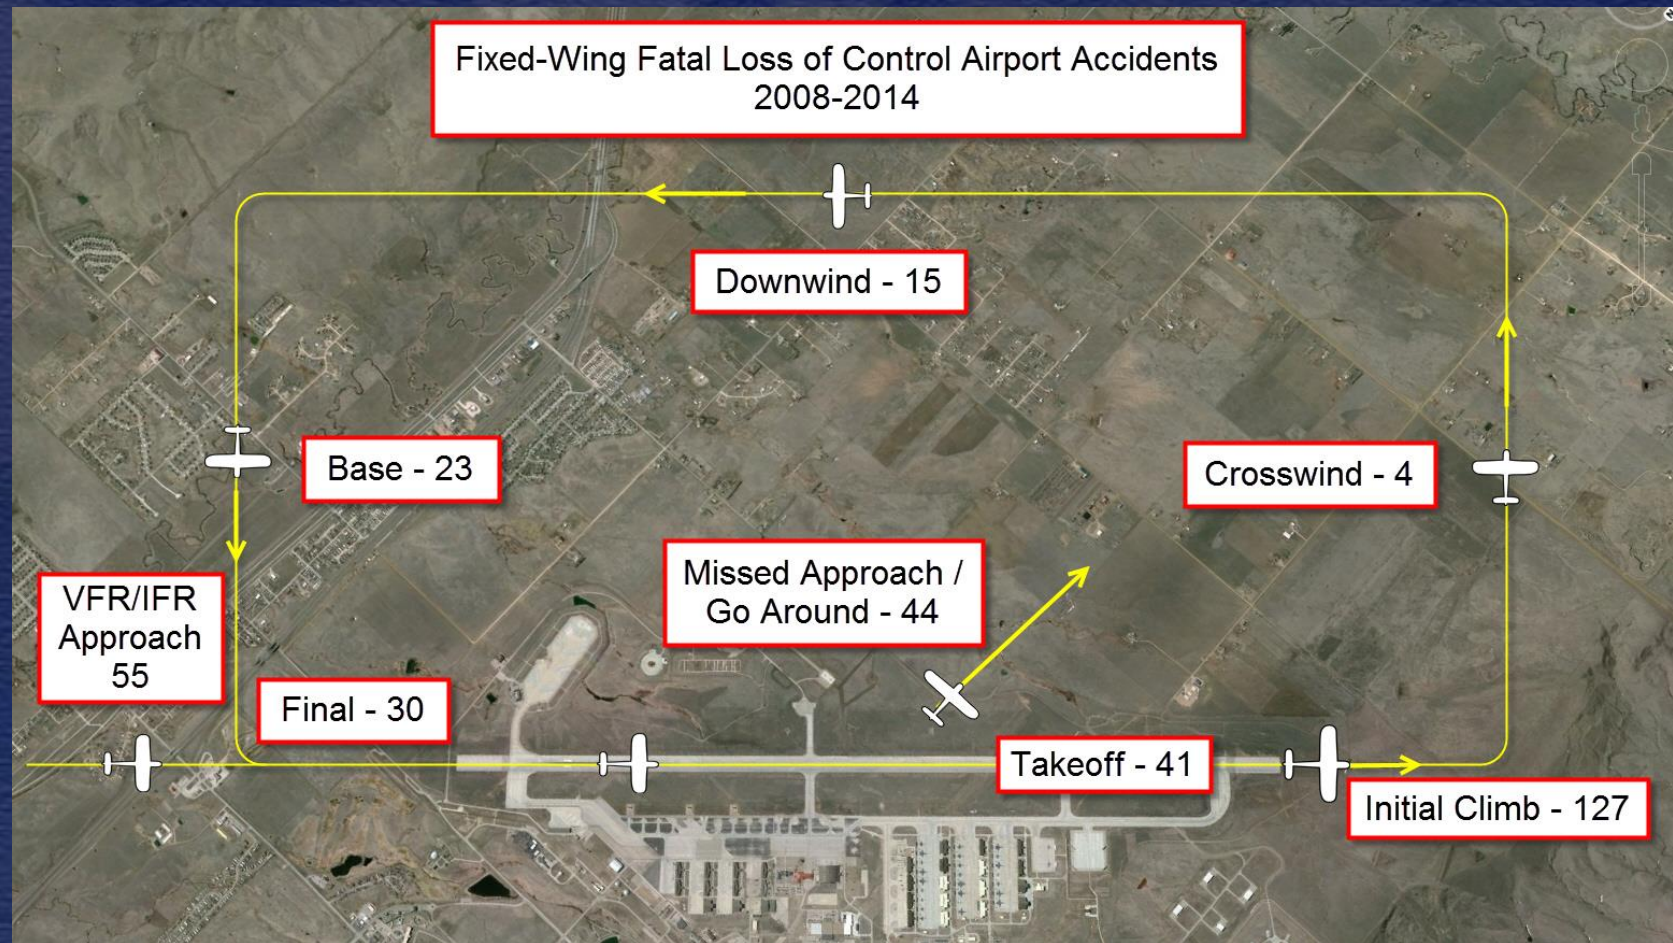 Fixed-Wing Fatal Loss of Control Airport Accidents
2008-2014
Downwind - 15
Base - 23
Crosswind - 4
Missed Approach /
Go Around - 44
VFR/IFR
Approach
55
Final - 30
Takeoff - 41
Initial Climb - 127